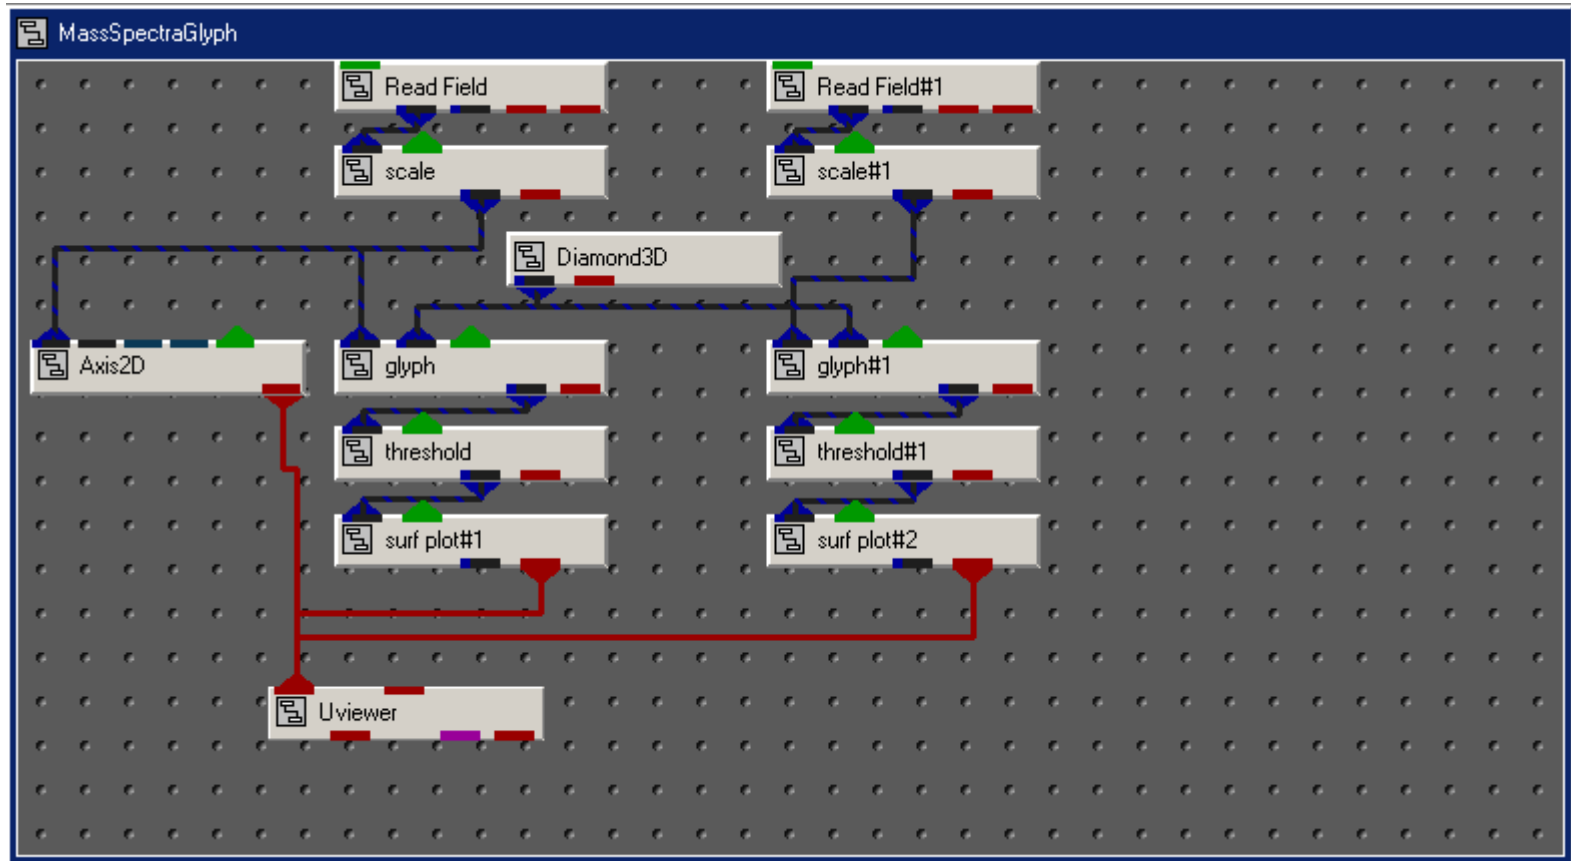 MassSpectraGlyph
Read Field
Read Field#1
scale
scale#1
Diamond3D
Axis2D
glyph
glyph#1
threshold
threshold#1
surf plot#1
surf plot#2
Uviewer